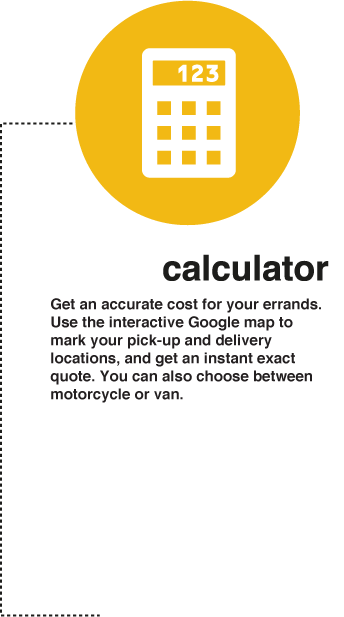 123
calculator
Get an accurate cost for your errands.
Use the interactive Google map to
mark your pick-up and delivery
locations, and get an instant exact
quote. You can also choose between
motorcycle or van.